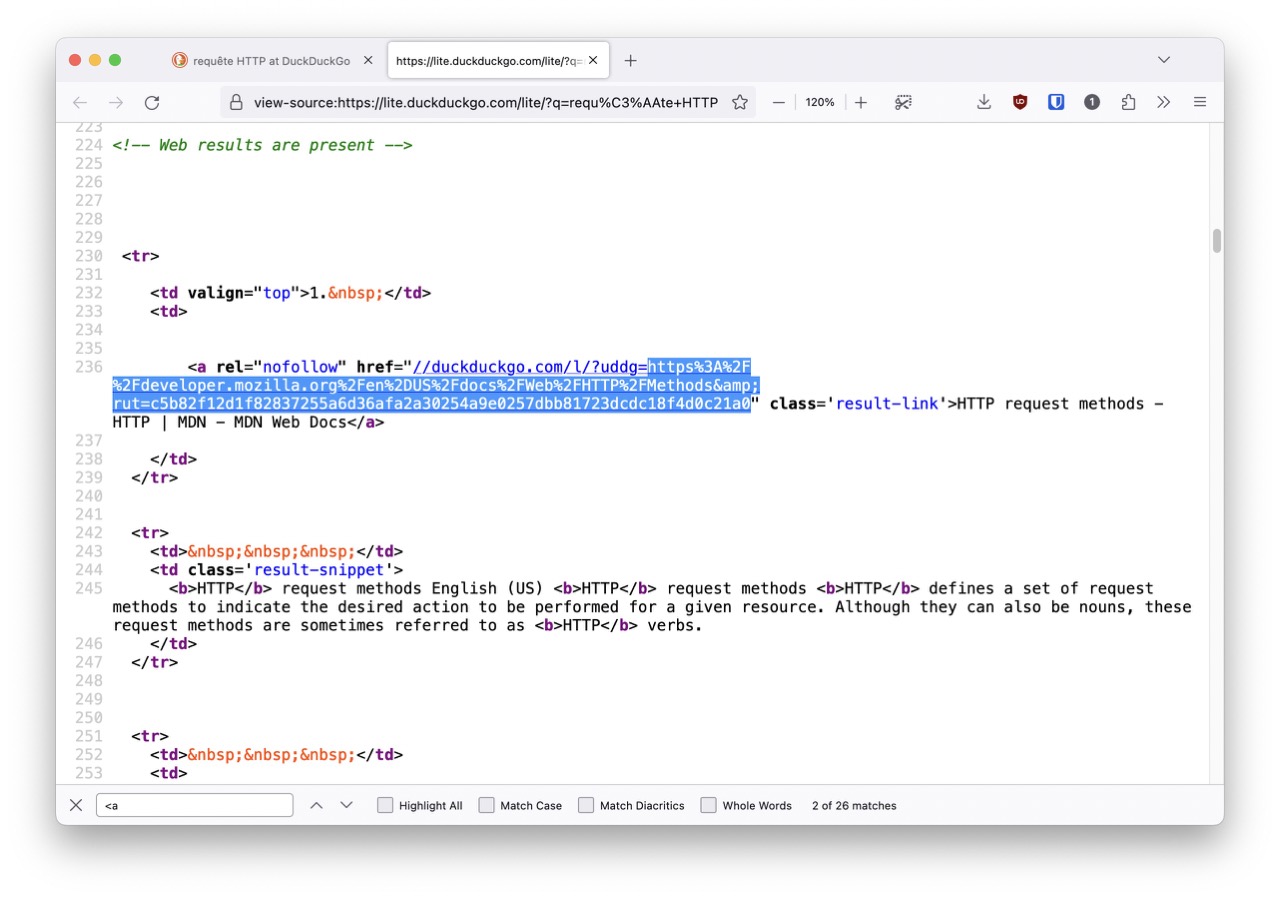 requête HTTP at DuckDuckGo
https://lite.duckduckgo.com/lite/?q=
view-source:https://lite.duckduckgo.com/lite/?q=requ%C3%AAte+HTTP
120%
1
223
224 <!-- Web results are present -->
225
226
227
228
229
230 <tr>
231
232 <td valign="top">1.&nbsp;</td>
233 <td>
234
235
236 <a rel="nofollow" href="//duckduckgo.com/l/?uddg=https%3A%2F
%2Fdeveloper.mozilla.org%2Fen%2DUS%2Fdocs%2FWeb%2FHTTP%2FMethods&amp;
rut=c5b82f12d1f82837255a6d36afa2a30254a9e0257dbb81723dcdc18f4d0c21a0" class='result-link'>HTTP request methods -
HTTP | MDN - MDN Web Docs</a>
237
238 </td>
239 </tr>
240
241
242 <tr>
243 <td>&nbsp;&nbsp;&nbsp;</td>
244 <td class='result-snippet'>
245 <b>HTTP</b> request methods English (US) <b>HTTP</b> request methods <b>HTTP</b> defines a set of request
methods to indicate the desired action to be performed for a given resource. Although they can also be nouns, these
request methods are sometimes referred to as <b>HTTP</b> verbs.
246 </td>
247 </tr>
248
249
250
251 <tr>
252 <td>&nbsp;&nbsp;&nbsp;</td>
253 <td>
<a
Highlight All
Match Case
Match Diacritics
Whole Words
2 of 26 matches